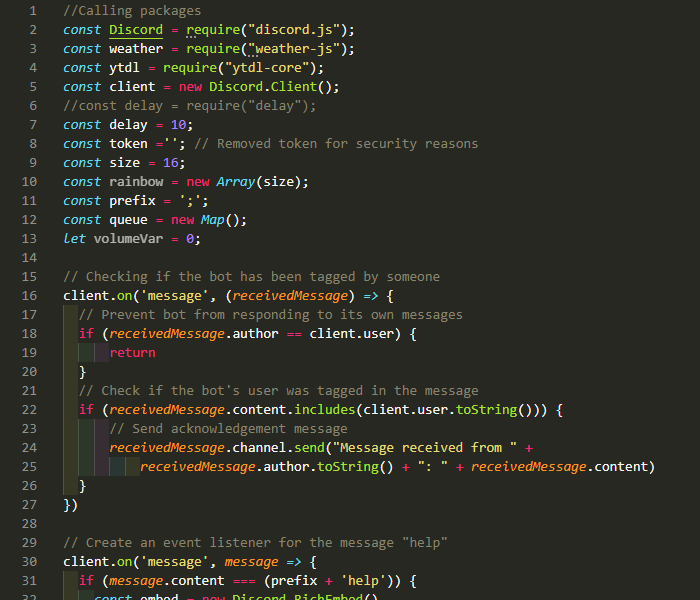 1 //Calling packages
2 const Discord = require("discord.js");
3 const weather = require("weather-js");
4 const ytdl = require("ytdl-core");
5 const client = new Discord.Client();
6 //const delay = require("delay");
7 const delay = 10;
8 const token =''; // Removed token for security reasons
9 const size = 16;
10 const rainbow = new Array(size);
11 const prefix = ';';
12 const queue = new Map();
13 let volumeVar = 0;
14
15 // Checking if the bot has been tagged by someone
16 client.on('message', (receivedMessage) => {
17   // Prevent bot from responding to its own messages
18   if (receivedMessage.author == client.user) {
19       return
20   }
21   // Check if the bot's user was tagged in the message
22   if (receivedMessage.content.includes(client.user.toString())) {
23       // Send acknowledgement message
24       receivedMessage.channel.send("Message received from " +
25           receivedMessage.author.toString() + ": " + receivedMessage.content)
26   }
27 })
28
29 // Create an event listener for the message "help"
30 client.on('message', message => {
31   if (message.content === (prefix + 'help')) {
32     const embed = new Discord.RichEmbed()